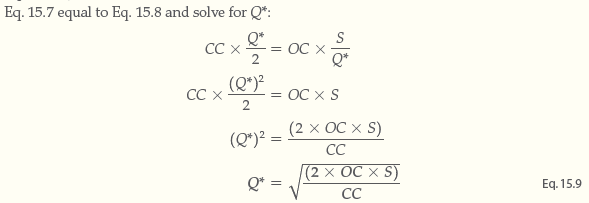 Eq. 15.7 equal to Eq. 15.8 and solve for Q*:
CC × Q*/2 = OC × S/Q*
CC × (Q*)²/2 = OC × S
(Q*)² = (2 × OC × S)/CC
Q* = √((2 × OC × S)/CC) Eq. 15.9